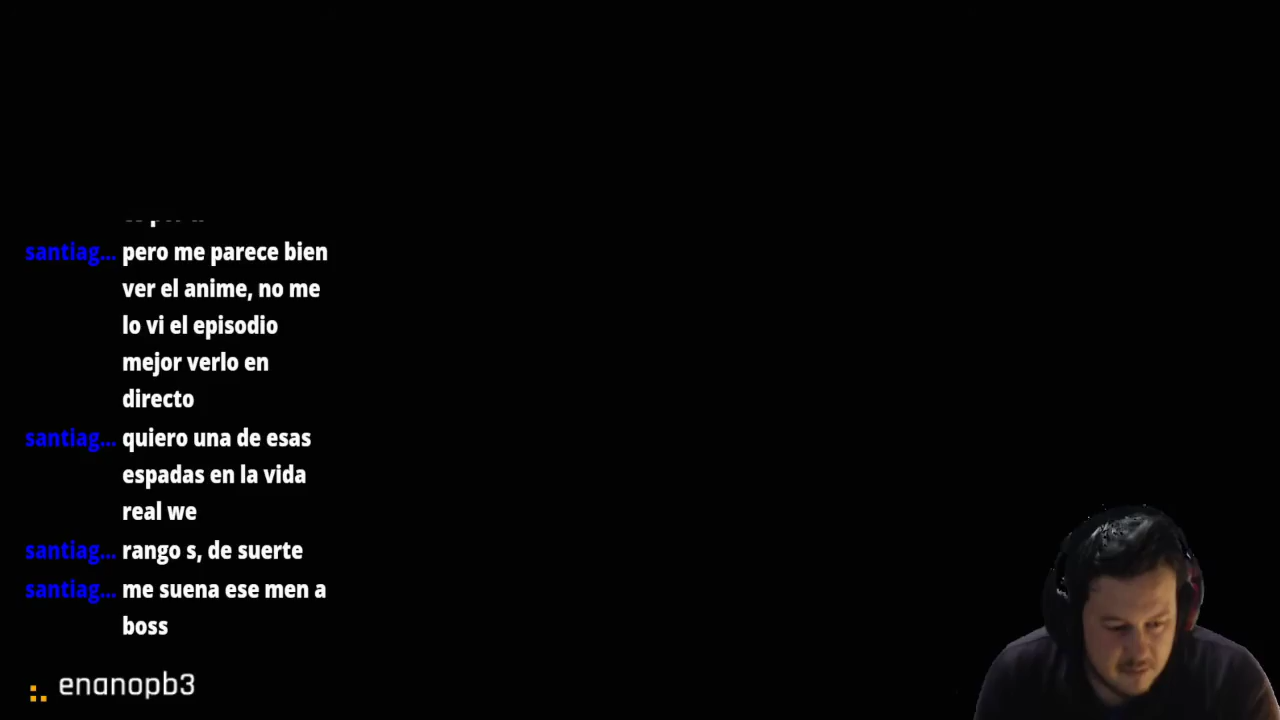 santiag... pero me parece bien
ver el anime, no me
lo vi el episodio
mejor verlo en
directo
santiag... quiero una de esas
espadas en la vida
real we
santiag... rango s, de suerte
santiag... me suena ese men a
boss
enanopb3